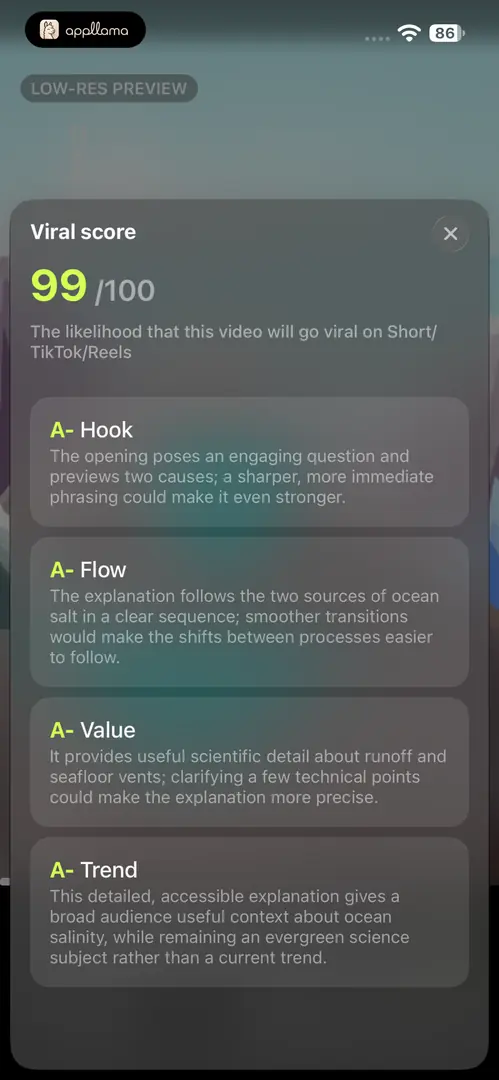 appllama
86
LOW-RES PREVIEW
Viral score
99 /100
The likelihood that this video will go viral on Short/
TikTok/Reels
A- Hook
The opening poses an engaging question and
previews two causes; a sharper, more immediate
phrasing could make it even stronger.
A- Flow
The explanation follows the two sources of ocean
salt in a clear sequence; smoother transitions
would make the shifts between processes easier
to follow.
A- Value
It provides useful scientific detail about runoff and
seafloor vents; clarifying a few technical points
could make the explanation more precise.
A- Trend
This detailed, accessible explanation gives a
broad audience useful context about ocean
salinity, while remaining an evergreen science
subject rather than a current trend.